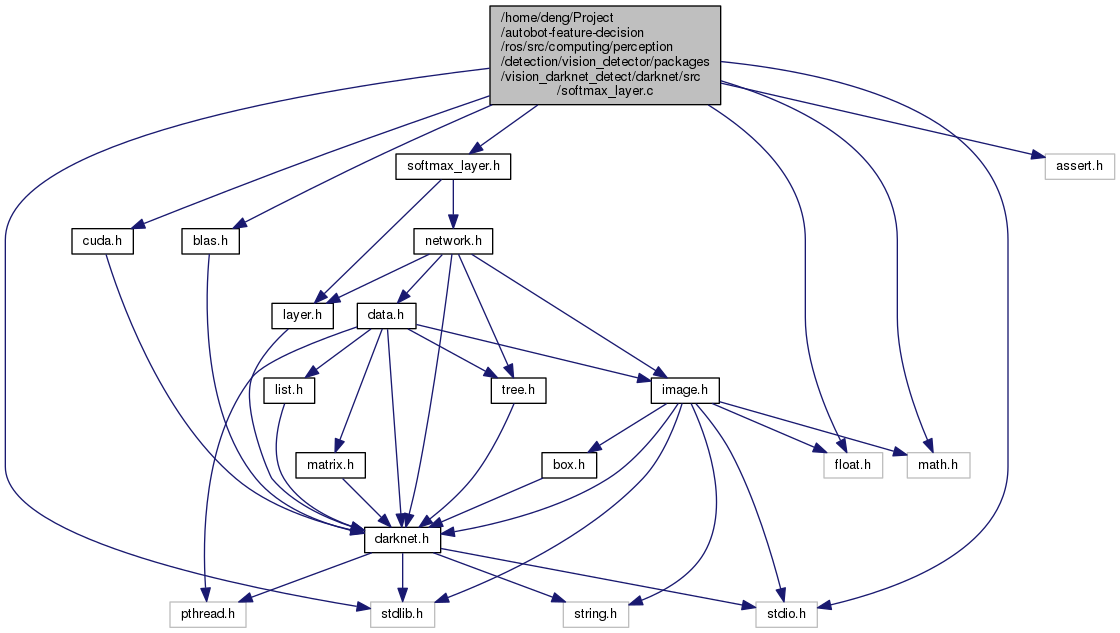 /home/deng/Project
/autobot-feature-decision
/ros/src/computing/perception
/detection/vision_detector/packages
/vision_darknet_detect/darknet/src
/softmax_layer.c
softmax_layer.h
assert.h
cuda.h
blas.h
network.h
layer.h
data.h
list.h
tree.h
image.h
matrix.h
box.h
float.h
math.h
darknet.h
pthread.h
stdlib.h
string.h
stdio.h